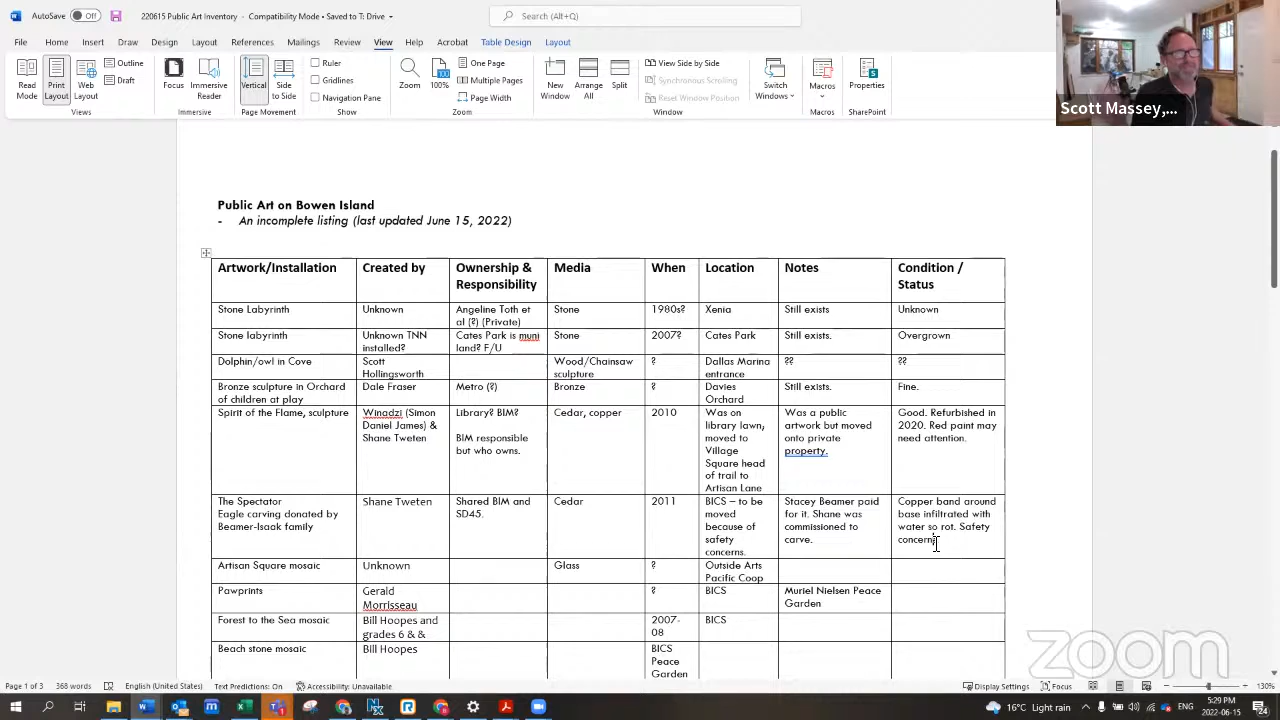 AutoSave Off 220615 Public Art Inventory - Compatibility Mode • Saved to T: Drive Search (Alt+Q)
File Home Insert Draw Design Layout References Mailings Review View Help Acrobat Table Design Layout
Read Mode Print Layout Web Layout Outline Draft Focus Immersive Reader Vertical Side to Side Ruler Gridlines Navigation Pane Zoom 100% One Page Multiple Pages Page Width New Window Arrange All Split View Side by Side Synchronous Scrolling Reset Window Position Switch Windows Macros Properties
Views Immersive Page Movement Show Zoom Window Macros SharePoint
Scott Massey,...
Public Art on Bowen Island
- An incomplete listing (last updated June 15, 2022)
Artwork/Installation Created by Ownership & Responsibility Media When Location Notes Condition / Status
Stone Labyrinth Unknown Angeline Toth et al (?) (Private) Stone 1980s? Xenia Still exists Unknown
Stone labyrinth Unknown TNN installed? Cates Park is muni land? F/U Stone 2007? Cates Park Still exists. Overgrown
Dolphin/owl in Cove Scott Hollingsworth Wood/Chainsaw sculpture ? Dallas Marina entrance ?? ??
Bronze sculpture in Orchard of children at play Dale Fraser Metro (?) Bronze ? Davies Orchard Still exists. Fine.
Spirit of the Flame, sculpture Winadzi (Simon Daniel James) & Shane Tweten Library? BIM? BIM responsible but who owns. Cedar, copper 2010 Was on library lawn, moved to Village Square head of trail to Artisan Lane Was a public artwork but moved onto private property. Good. Refurbished in 2020. Red paint may need attention.
The Spectator Eagle carving donated by Beamer-Isaak family Shane Tweten Shared BIM and SD45. Cedar 2011 BICS – to be moved because of safety concerns. Stacey Beamer paid for it. Shane was commissioned to carve. Copper band around base infiltrated with water so rot. Safety concern
Artisan Square mosaic Unknown Glass ? Outside Arts Pacific Coop
Pawprints Gerald Morrisseau ? BICS Muriel Nielsen Peace Garden
Forest to the Sea mosaic Bill Hoopes and grades 6 & & 2007-08 BICS
Beach stone mosaic Bill Hoopes BICS Peace Garden
zoom
Page 1 of 3 368 words English (United States) Text Predictions: On Accessibility: Unavailable Display Settings Focus 130%
16°C Light rain ENG 5:29 PM 2022-06-15 24